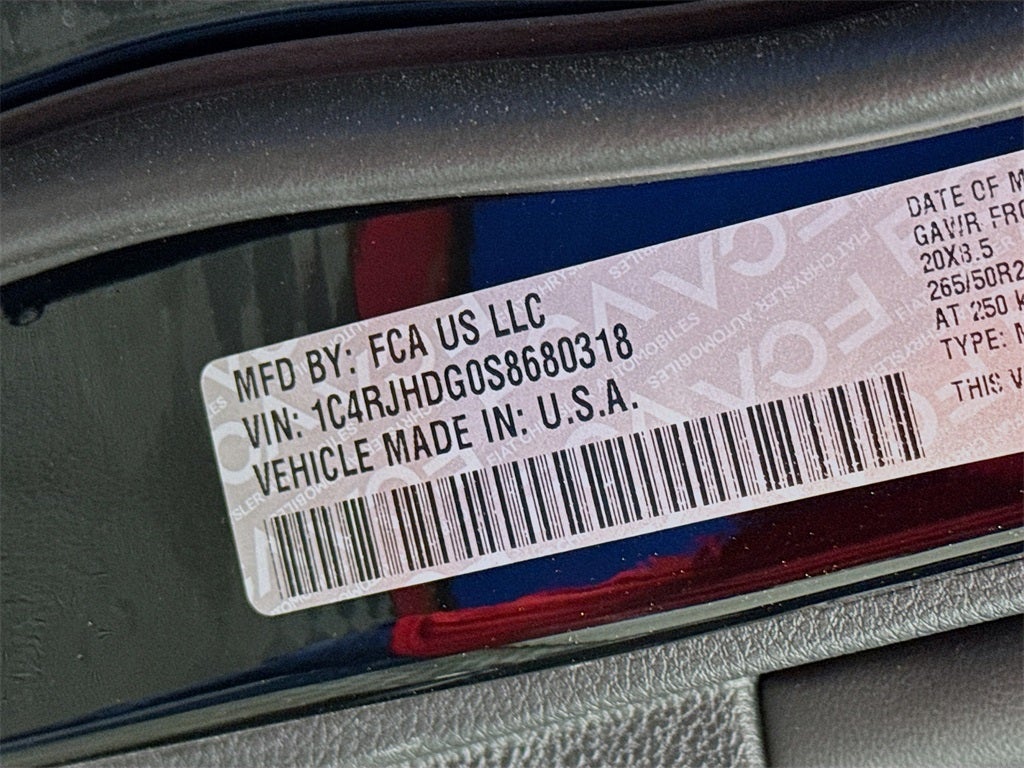 MFD BY: FCA US LLC
VIN: 1C4RJHDG0S8680318
VEHICLE MADE IN: U.S.A.
DATE OF M
GAWR FRO
20X8.5
265/50R2
AT 250 K
TYPE: M
THIS V